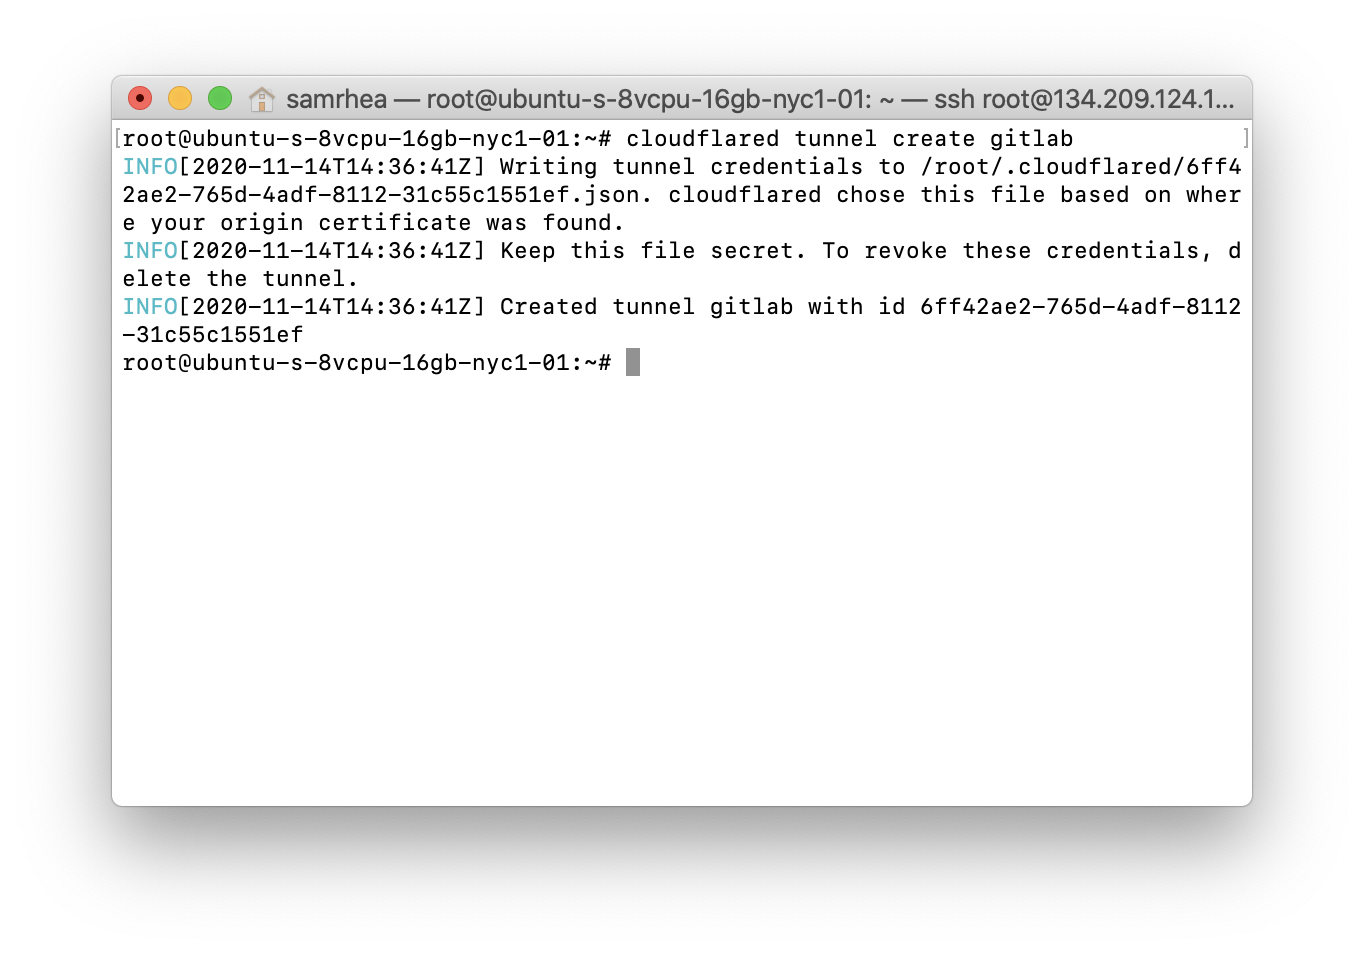 samrhea — root@ubuntu-s-8vcpu-16gb-nyc1-01: ~ — ssh root@134.209.124.1...
[root@ubuntu-s-8vcpu-16gb-nyc1-01:~# cloudflared tunnel create gitlab ]
INFO[2020-11-14T14:36:41Z] Writing tunnel credentials to /root/.cloudflared/6ff4
2ae2-765d-4adf-8112-31c55c1551ef.json. cloudflared chose this file based on wher
e your origin certificate was found.
INFO[2020-11-14T14:36:41Z] Keep this file secret. To revoke these credentials, d
elete the tunnel.
INFO[2020-11-14T14:36:41Z] Created tunnel gitlab with id 6ff42ae2-765d-4adf-8112
-31c55c1551ef
root@ubuntu-s-8vcpu-16gb-nyc1-01:~#